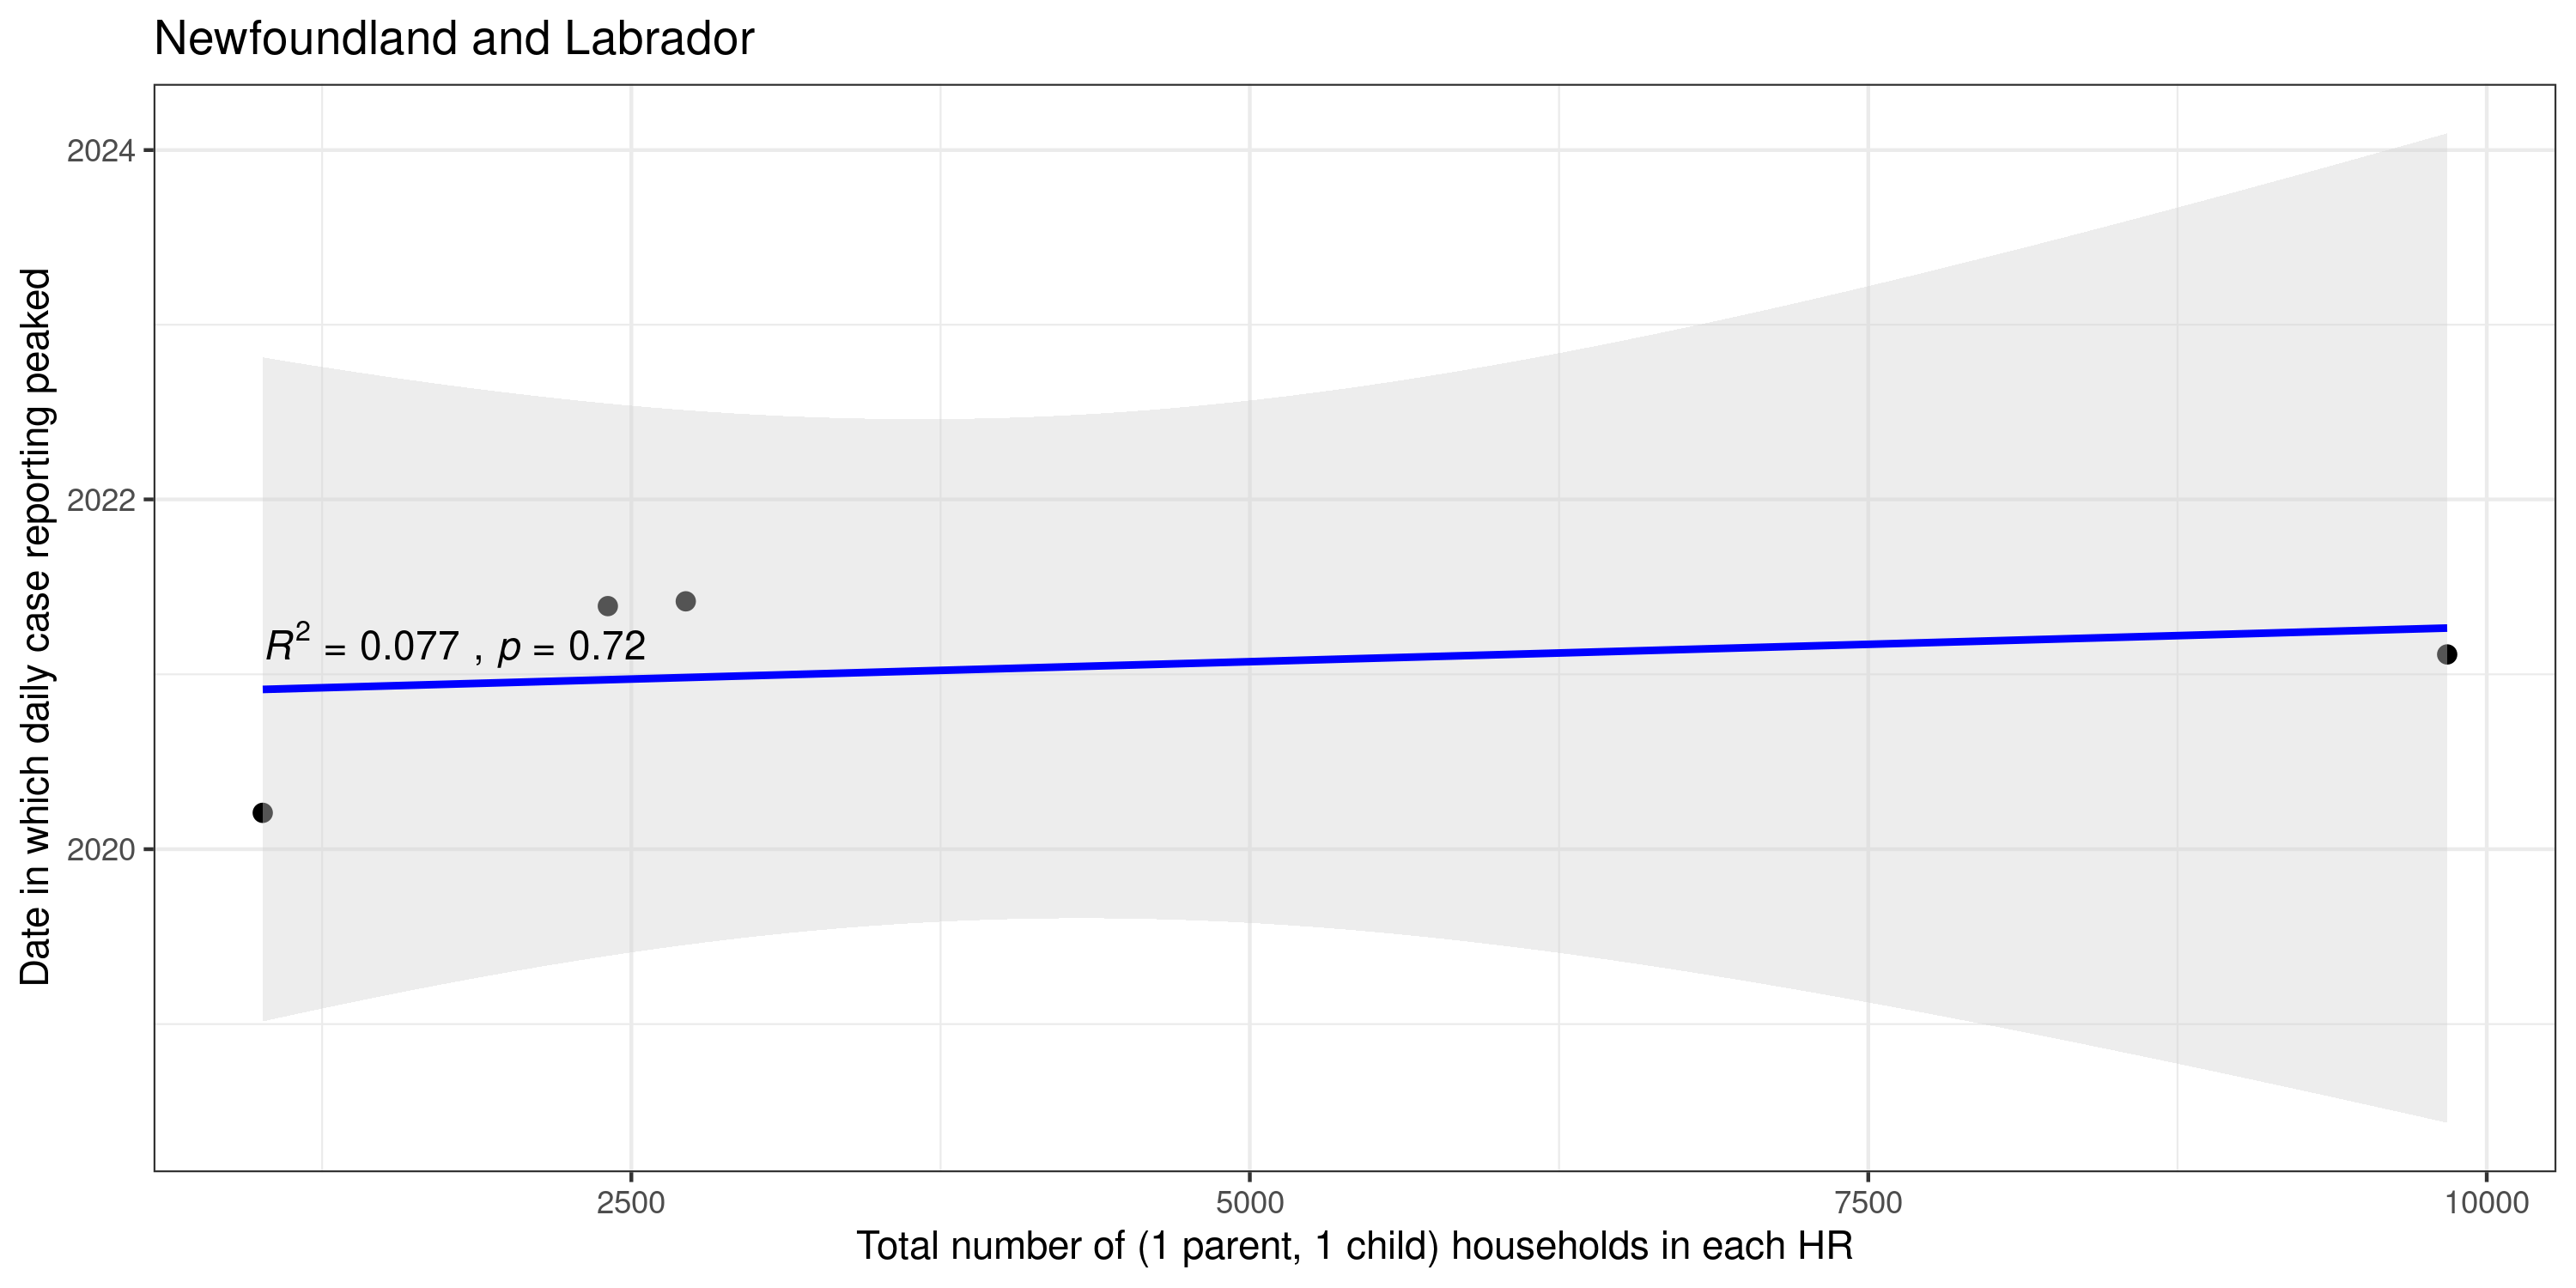 Newfoundland and Labrador
Date in which daily case reporting peaked
2024
2022
2020
R² = 0.077 , p = 0.72
2500
5000
7500
10000
Total number of (1 parent, 1 child) households in each HR